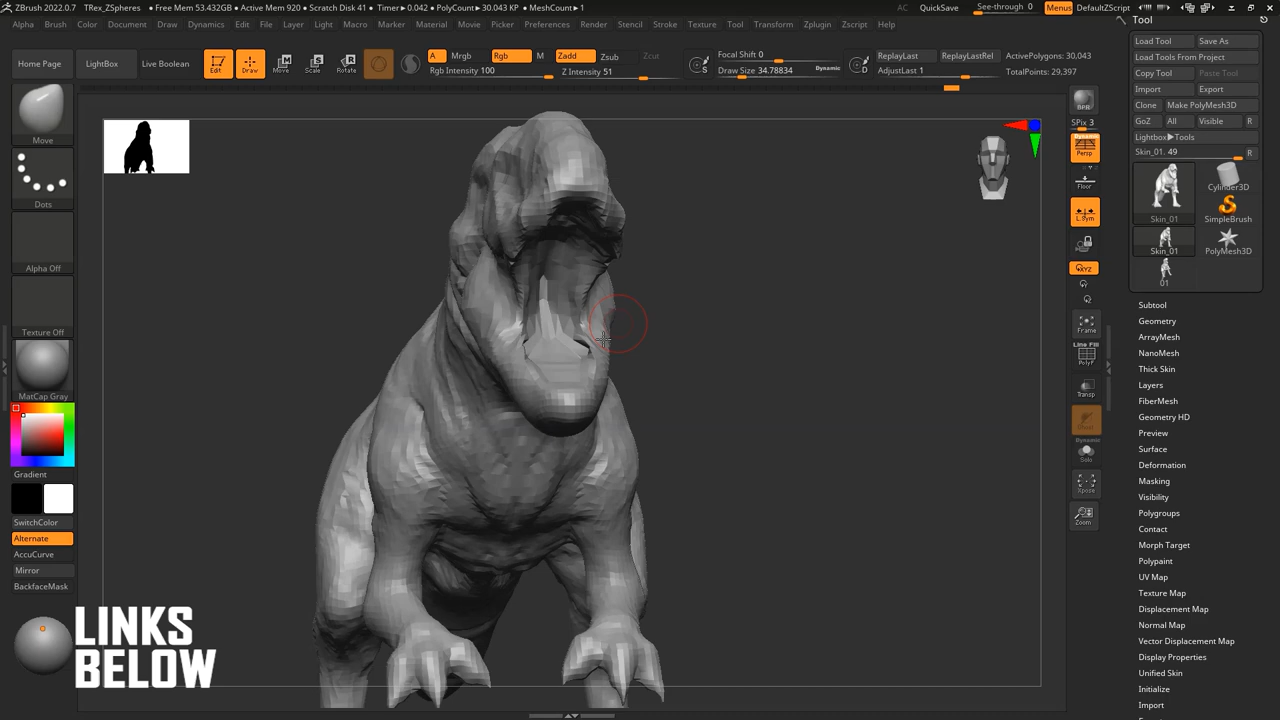 ZBrush 2022.0.7 TRex_ZSpheres • Free Mem 53.432GB • Active Mem 920 • Scratch Disk 41 • Timer▶0.042 • PolyCount▶30.043 KP • MeshCount▶1 AC QuickSave See-through 0 Menus DefaultZScript
Alpha Brush Color Document Draw Dynamics Edit File Layer Light Macro Marker Material Movie Picker Preferences Render Stencil Stroke Texture Tool Transform Zplugin Zscript Help
Home Page LightBox Live Boolean Edit Draw Move Scale Rotate
A Mrgb Rgb M Zadd Zsub Zcut
Rgb Intensity 100 Z Intensity 51
Focal Shift 0
Draw Size 34.78834 Dynamic
S
D
ReplayLast ReplayLastRel ActivePolygons: 30,043
AdjustLast 1 TotalPoints: 29,397
Move
Dots
Alpha Off
Texture Off
MatCap Gray
Gradient
SwitchColor
Alternate
AccuCurve
Mirror
BackfaceMask
LINKS
BELOW
BPR
SPix 3
Dynamic
Persp
Floor
L.Sym
XYZ
Frame
Line Fill
PolyF
Transp
Ghost
Dynamic
Solo
Xpose
Zoom
Tool
Load Tool Save As
Load Tools From Project
Copy Tool Paste Tool
Import Export
Clone Make PolyMesh3D
GoZ All Visible R
Lightbox▶Tools
Skin_01. 49 R
Skin_01 Cylinder3D
SimpleBrush
Skin_01 PolyMesh3D
01
Subtool
Geometry
ArrayMesh
NanoMesh
Thick Skin
Layers
FiberMesh
Geometry HD
Preview
Surface
Deformation
Masking
Visibility
Polygroups
Contact
Morph Target
Polypaint
UV Map
Texture Map
Displacement Map
Normal Map
Vector Displacement Map
Display Properties
Unified Skin
Initialize
Import